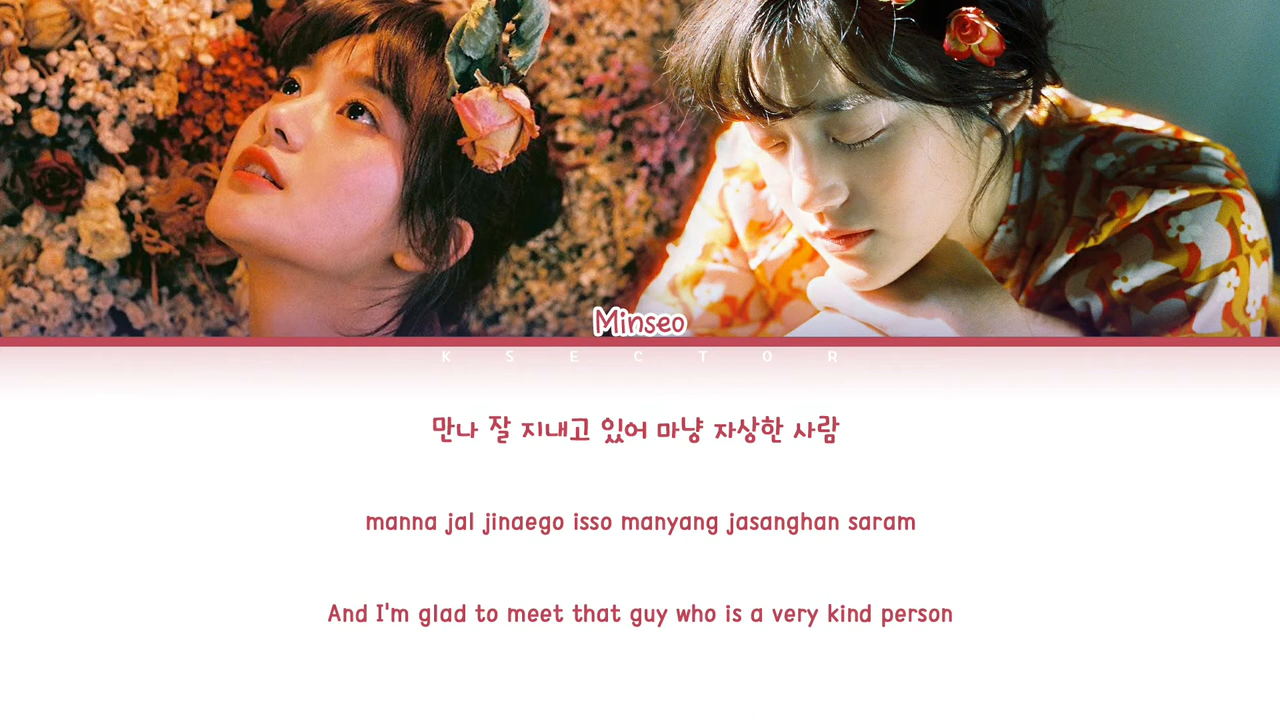 Minseo
K S E C T O R
만나 잘 지내고 있어 마냥 자상한 사람
manna jal jinaego isso manyang jasanghan saram
And I'm glad to meet that guy who is a very kind person